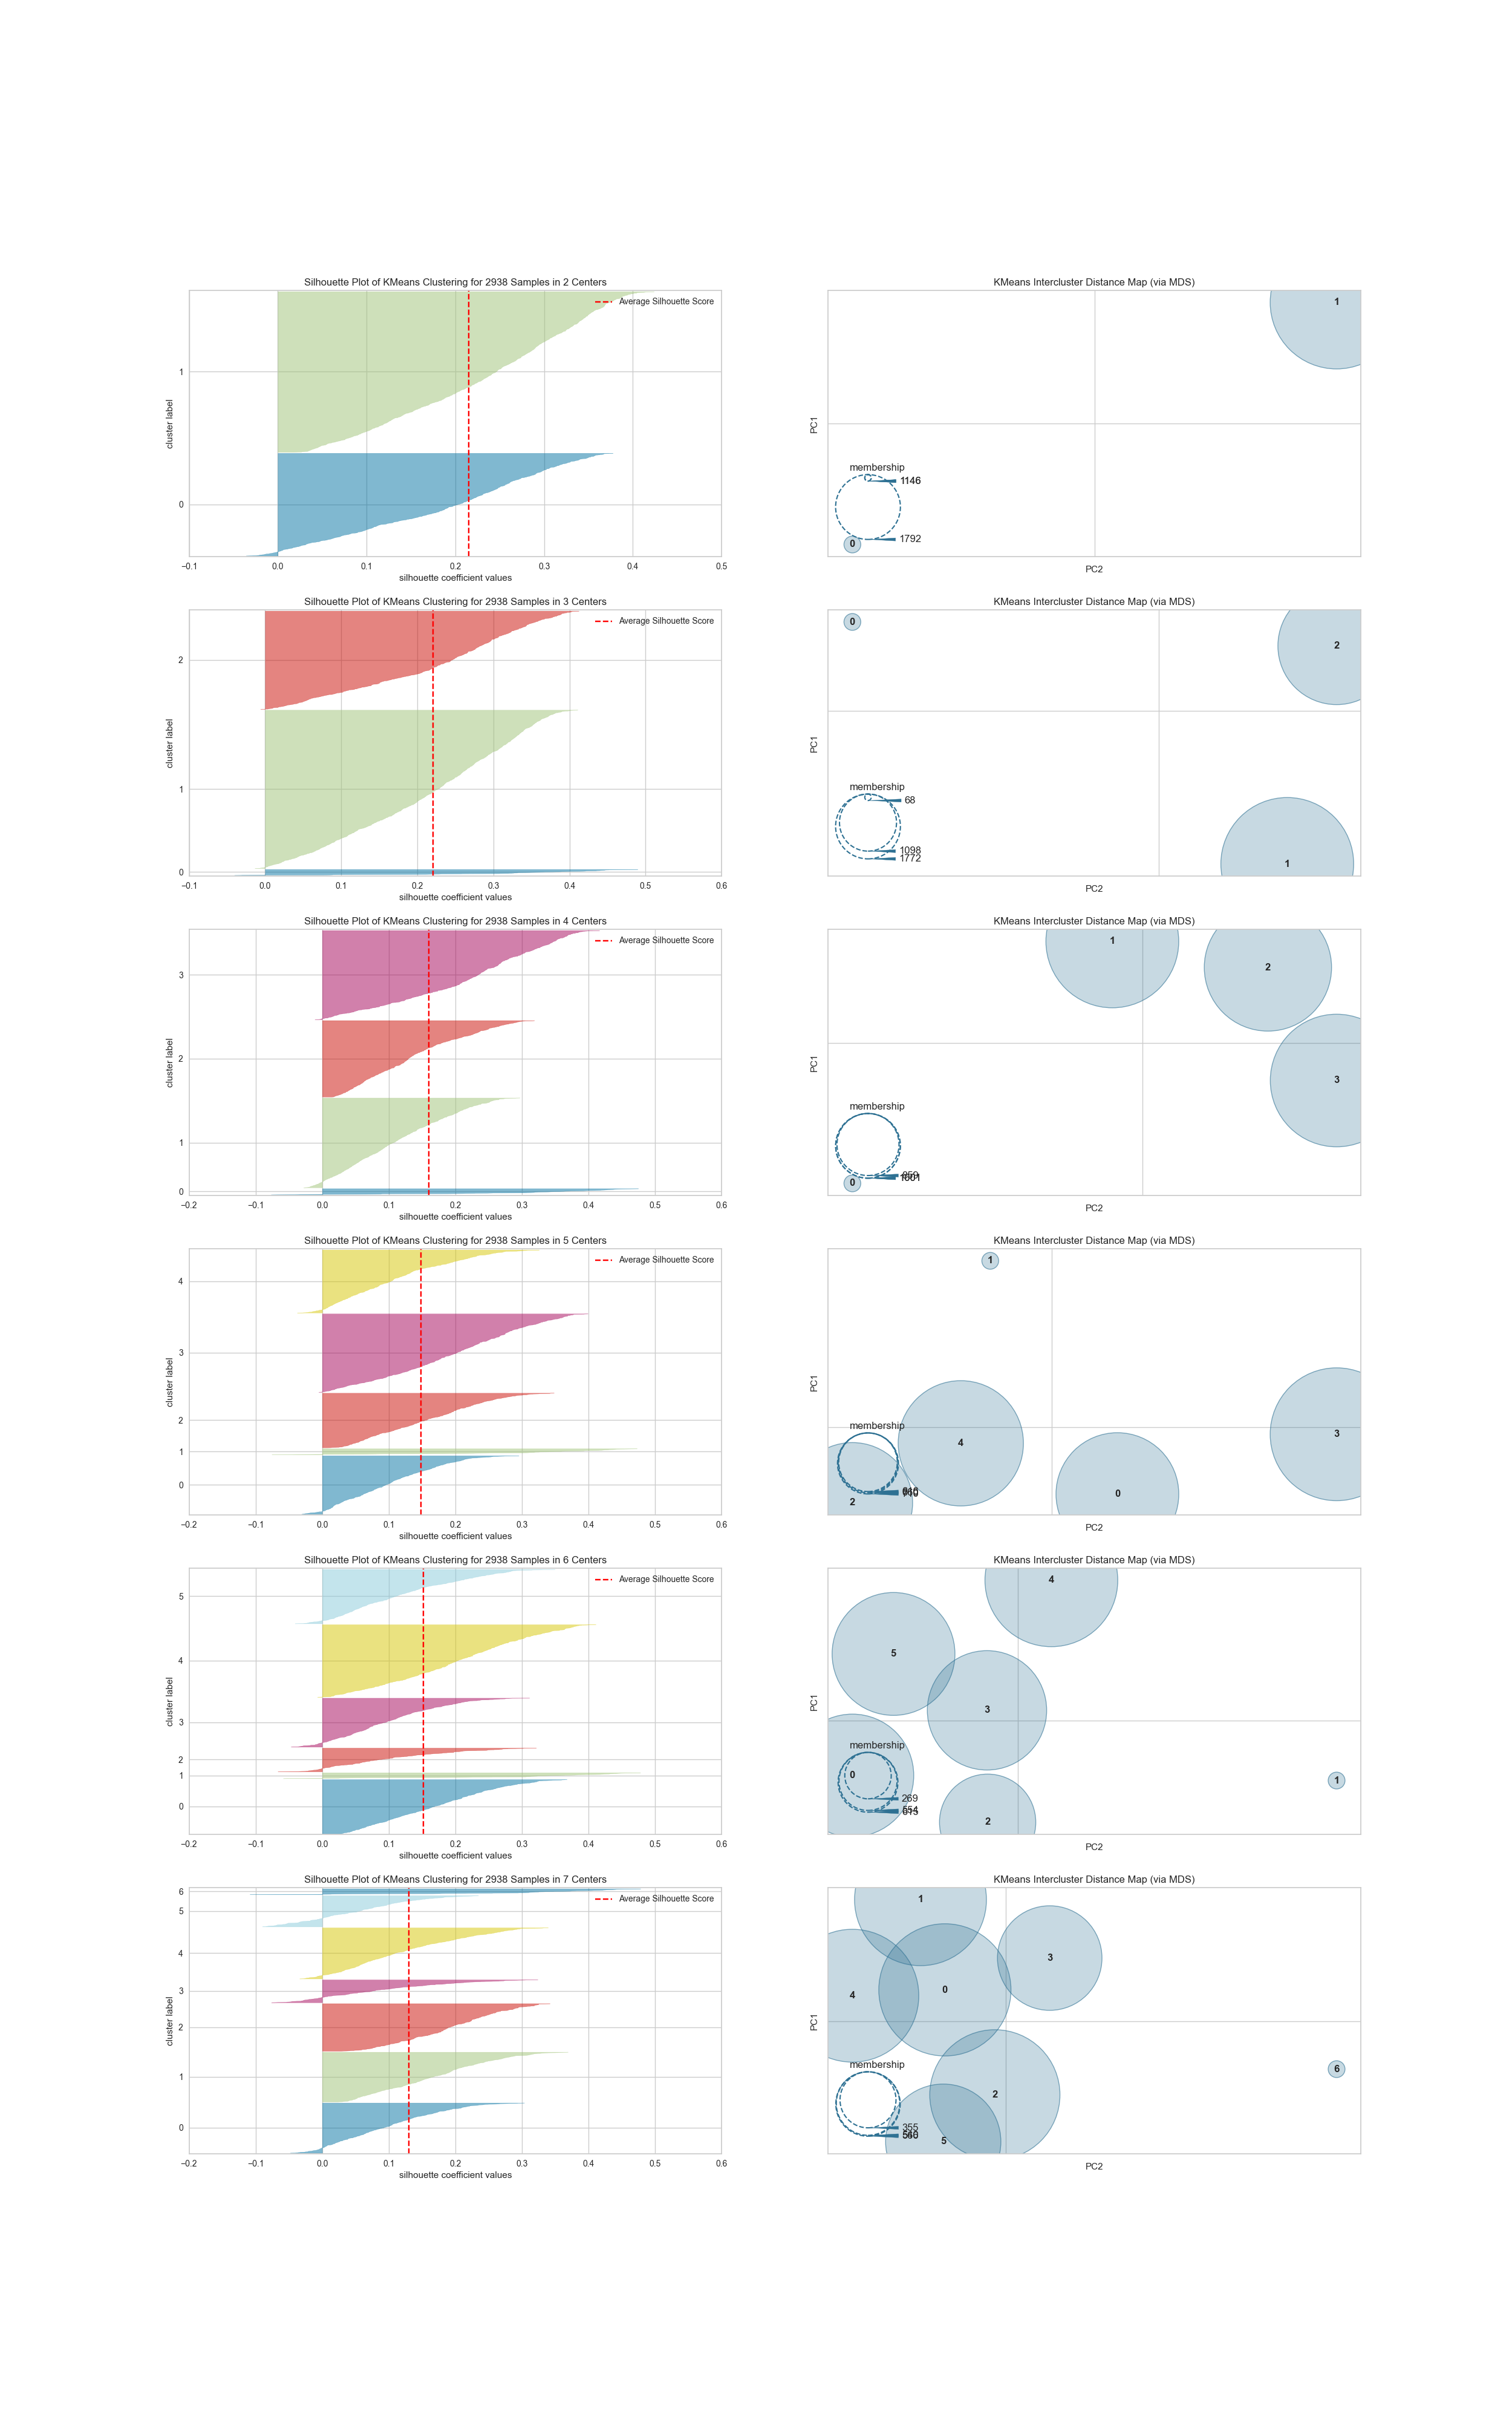 Silhouette Plot of KMeans Clustering for 2938 Samples in 2 Centers
Average Silhouette Score
cluster label
1
0
−0.1 0.0 0.1 0.2 0.3 0.4 0.5
silhouette coefficient values
KMeans Intercluster Distance Map (via MDS)
1
PC1
membership
1146
1792
0
PC2
Silhouette Plot of KMeans Clustering for 2938 Samples in 3 Centers
Average Silhouette Score
cluster label
2
1
0
−0.1 0.0 0.1 0.2 0.3 0.4 0.5 0.6
silhouette coefficient values
KMeans Intercluster Distance Map (via MDS)
0
2
PC1
membership
68
1098
1772
1
PC2
Silhouette Plot of KMeans Clustering for 2938 Samples in 4 Centers
Average Silhouette Score
cluster label
3
2
1
0
−0.2 −0.1 0.0 0.1 0.2 0.3 0.4 0.5 0.6
silhouette coefficient values
KMeans Intercluster Distance Map (via MDS)
1
2
3
PC1
membership
0
PC2
Silhouette Plot of KMeans Clustering for 2938 Samples in 5 Centers
Average Silhouette Score
cluster label
4
3
2
1
0
−0.2 −0.1 0.0 0.1 0.2 0.3 0.4 0.5 0.6
silhouette coefficient values
KMeans Intercluster Distance Map (via MDS)
1
PC1
membership
3
4
0
2
PC2
Silhouette Plot of KMeans Clustering for 2938 Samples in 6 Centers
Average Silhouette Score
cluster label
5
4
3
2
1
0
−0.2 −0.1 0.0 0.1 0.2 0.3 0.4 0.5 0.6
silhouette coefficient values
KMeans Intercluster Distance Map (via MDS)
4
5
PC1
3
membership
0
1
269
2
PC2
Silhouette Plot of KMeans Clustering for 2938 Samples in 7 Centers
Average Silhouette Score
cluster label
6
5
4
3
2
1
0
−0.2 −0.1 0.0 0.1 0.2 0.3 0.4 0.5 0.6
silhouette coefficient values
KMeans Intercluster Distance Map (via MDS)
1
3
0
4
PC1
membership
6
2
355
5
PC2